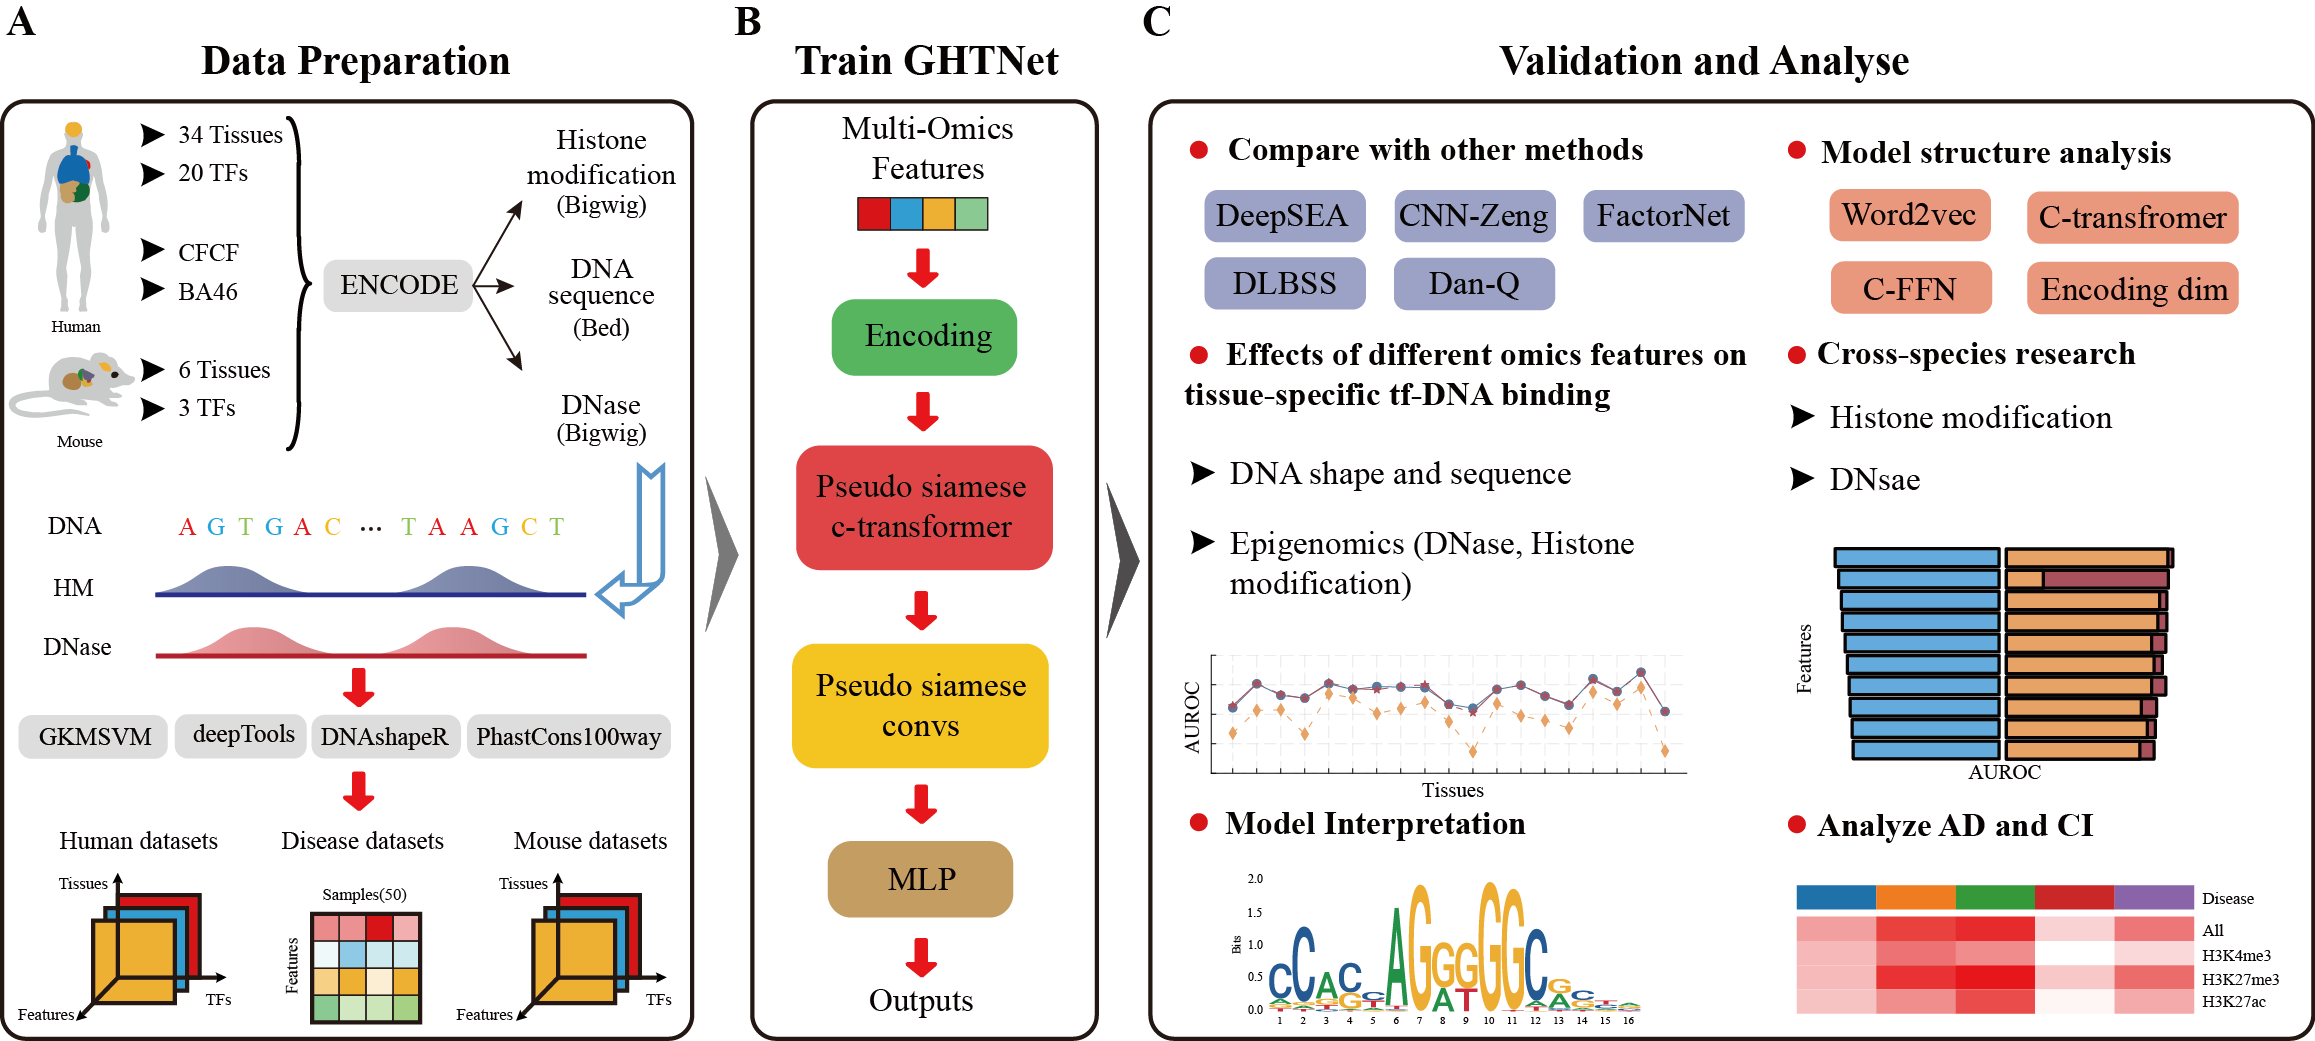 A
Data Preparation
34 Tissues
20 TFs
CFCF
BA46
Human
6 Tissues
3 TFs
Mouse
ENCODE
Histone
modification
(Bigwig)
DNA
sequence
(Bed)
DNase
(Bigwig)
DNA
A G T G A C ... T A A G C T
HM
DNase
GKMSVM
deepTools
DNAshapeR
PhastCons100way
Human datasets
Disease datasets
Mouse datasets
Tissues
TFs
Features
Samples(50)
Features
Tissues
TFs
Features
B
Train GHTNet
Multi-Omics
Features
Encoding
Pseudo siamese
c-transformer
Pseudo siamese
convs
MLP
Outputs
C
Validation and Analyse
Compare with other methods
DeepSEA
CNN-Zeng
FactorNet
DLBSS
Dan-Q
Effects of different omics features on
tissue-specific tf-DNA binding
DNA shape and sequence
Epigenomics (DNase, Histone
modification)
AUROC
Tissues
Model Interpretation
Bits
2.0
1.5
1.0
0.5
0.0
1 2 3 4 5 6 7 8 9 10 11 12 13 14 15 16
Model structure analysis
Word2vec
C-transfromer
C-FFN
Encoding dim
Cross-species research
Histone modification
DNsae
Features
AUROC
Analyze AD and CI
Disease
All
H3K4me3
H3K27me3
H3K27ac